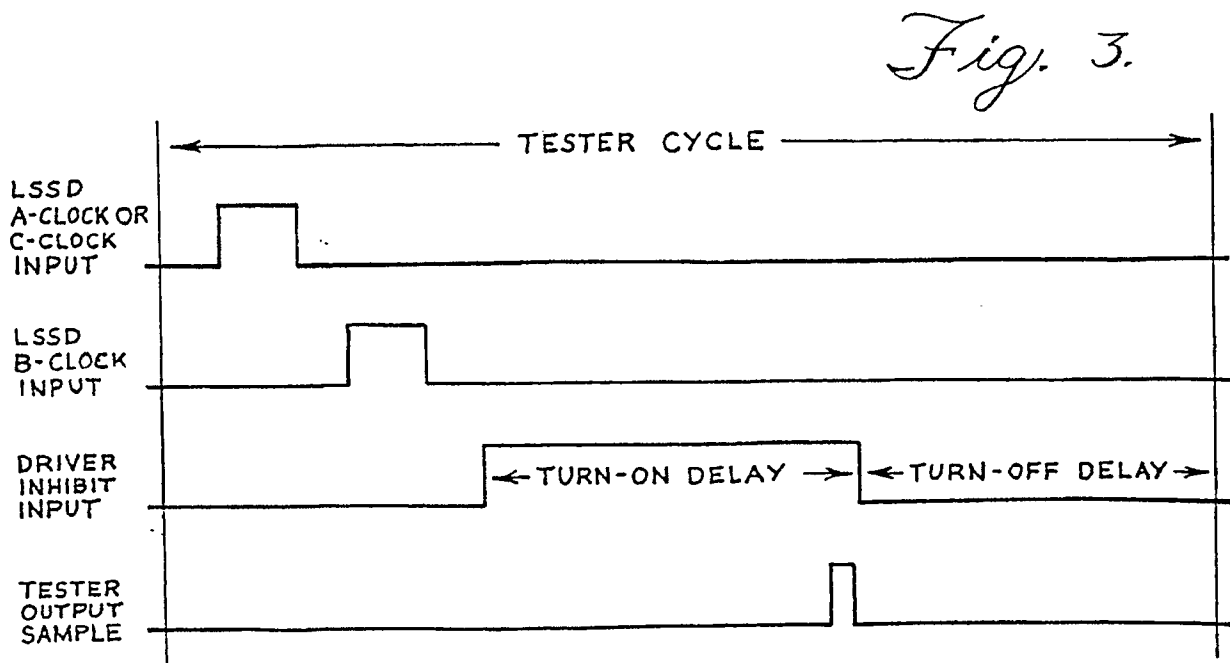 Fig. 3.
TESTER CYCLE
LSSD
A-CLOCK OR
C-CLOCK
INPUT
LSSD
B-CLOCK
INPUT
DRIVER
INHIBIT
INPUT
TURN-ON DELAY
TURN-OFF DELAY
TESTER
OUTPUT
SAMPLE